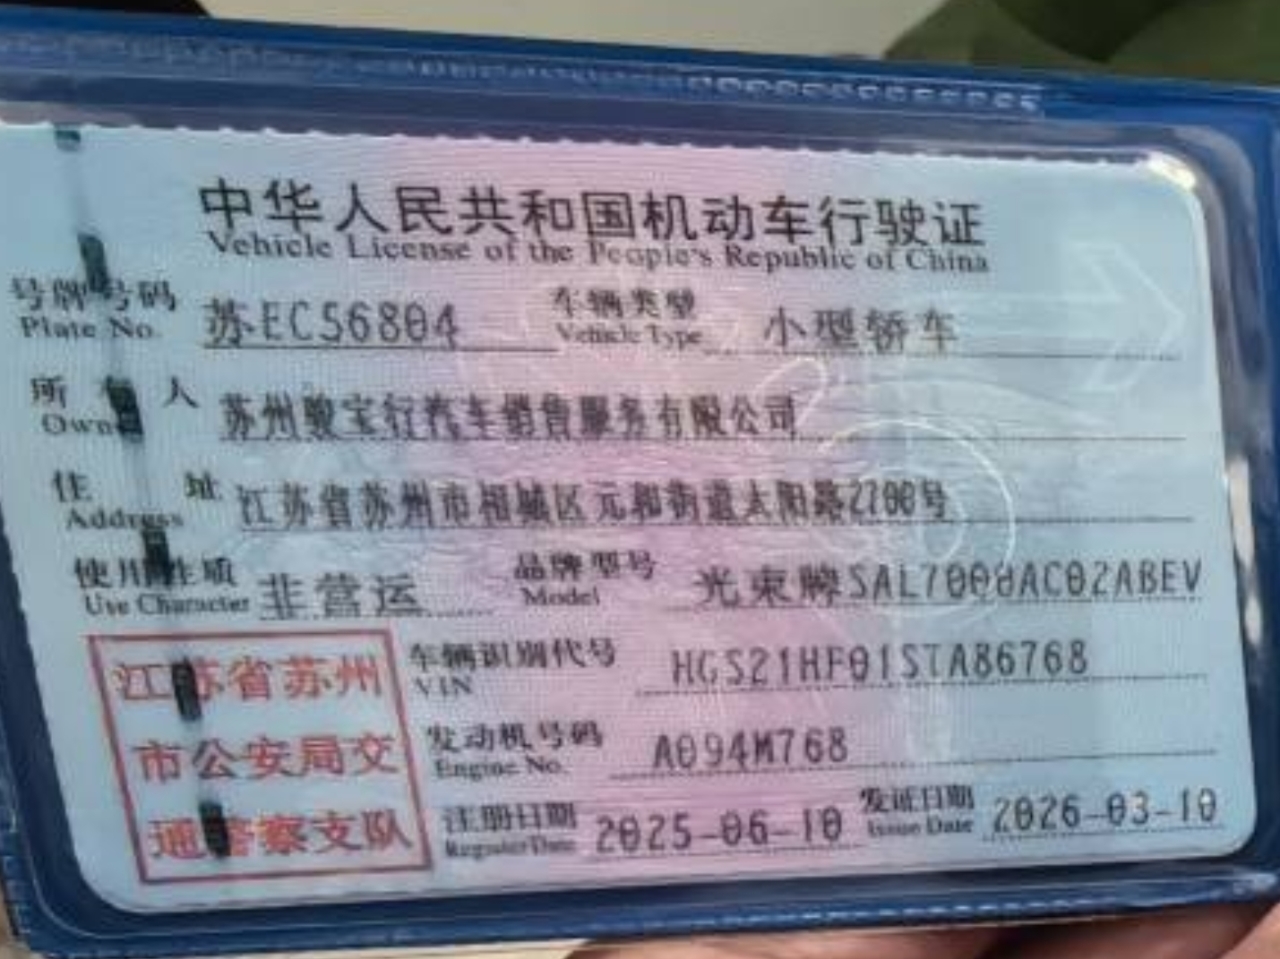 中华人民共和国机动车行驶证
Vehicle License of the People's Republic of China
号牌号码 苏EC56804 车辆类型 小型轿车
Plate No. Vehicle Type
所有人 苏州骏宝行汽车销售服务有限公司
Owner
住址 江苏省苏州市相城区元和街道太阳路2700号
Address
使用性质 非营运 品牌型号 光束牌SAL7000AC02ABEV
Use Character Model
江苏省苏州
市公安局交
通警察支队
车辆识别代号 HGS21HF01STA86768
VIN
发动机号码 A094M768
Engine No.
注册日期 2025-06-10 发证日期 2026-03-10
Register Date Issue Date